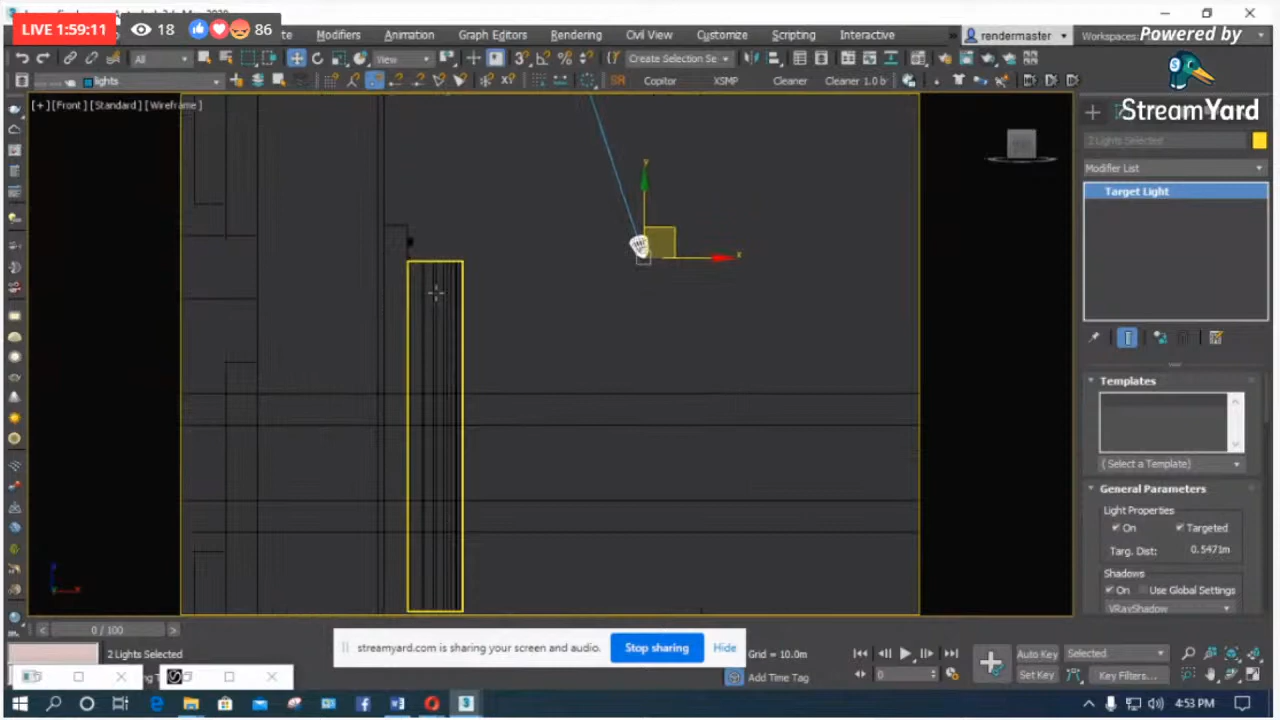 LIVE 1:59:11
18
86
Modifiers
Animation
Graph Editors
Rendering
Civil View
Customize
Scripting
Interactive
rendermaster
Workspaces:
Powered by
StreamYard
All
View
Create Selection Se
lights
Copitor
XSMP
Cleaner
Cleaner 1.0 b
[+] [Front] [Standard] [Wireframe]
2 Lights Selected
Modifier List
Target Light
y
x
Templates
(Select a Template)
General Parameters
Light Properties
On
Targeted
Targ. Dist:
0.5471m
Shadows
On
Use Global Settings
VRayShadow
0 / 100
2 Lights Selected
streamyard.com is sharing your screen and audio.
Stop sharing
Hide
Grid = 10.0m
Add Time Tag
Auto Key
Selected
Set Key
Key Filters...
0
4:53 PM